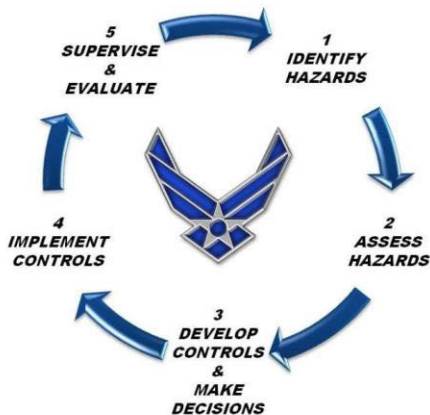 1
IDENTIFY
HAZARDS
2
ASSESS
HAZARDS
3
DEVELOP
CONTROLS
&
MAKE
DECISIONS
4
IMPLEMENT
CONTROLS
5
SUPERVISE
&
EVALUATE